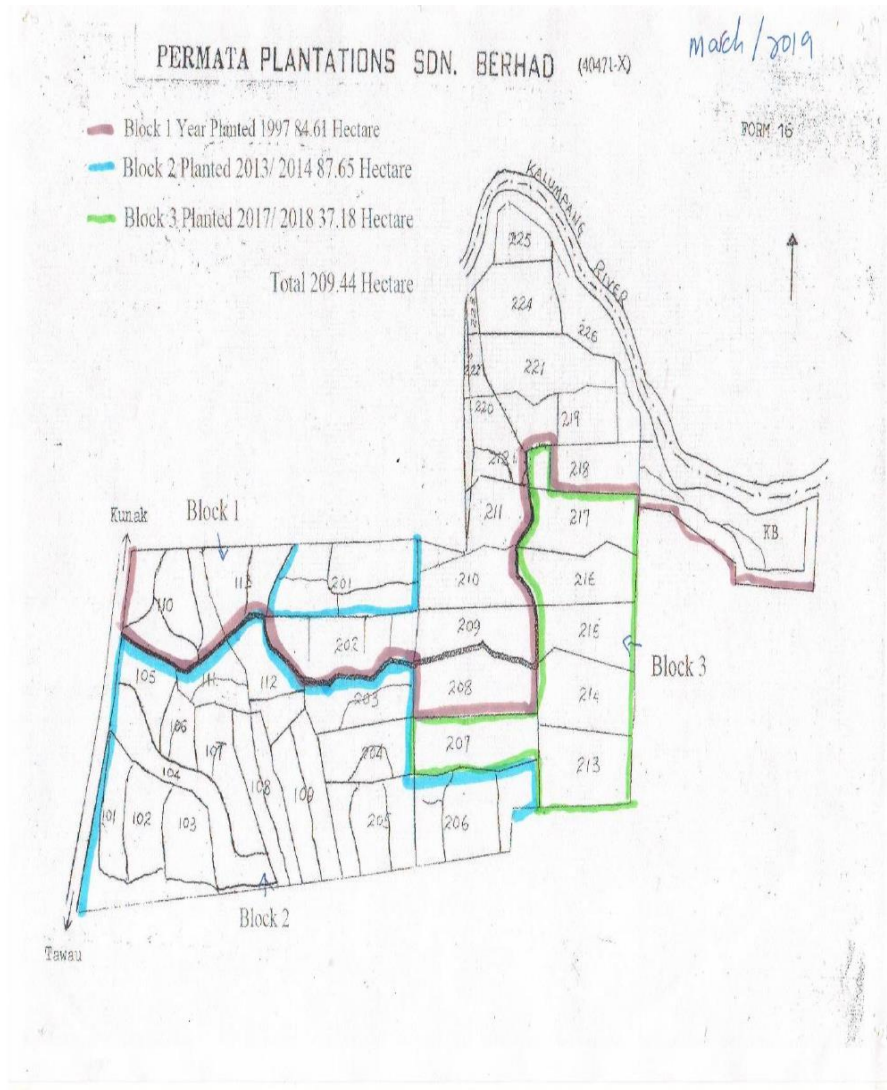 PERMATA PLANTATIONS SDN. BERHAD (40471-X)
March/2019
FORM 16
Block 1 Year Planted 1997 84.61 Hectare
Block 2 Planted 2013/ 2014 87.65 Hectare
Block 3 Planted 2017/ 2018 37.18 Hectare
Total 209.44 Hectare
KALUMPANG
RIVER
225
224
223
226
222
221
220
219
218
211
217
KB
Kunak
Block 1
110
113
201
210
216
202
209
215
Block 3
105
111
112
203
208
214
106
107
204
207
213
104
108
109
101
102
103
205
206
Block 2
Tawau